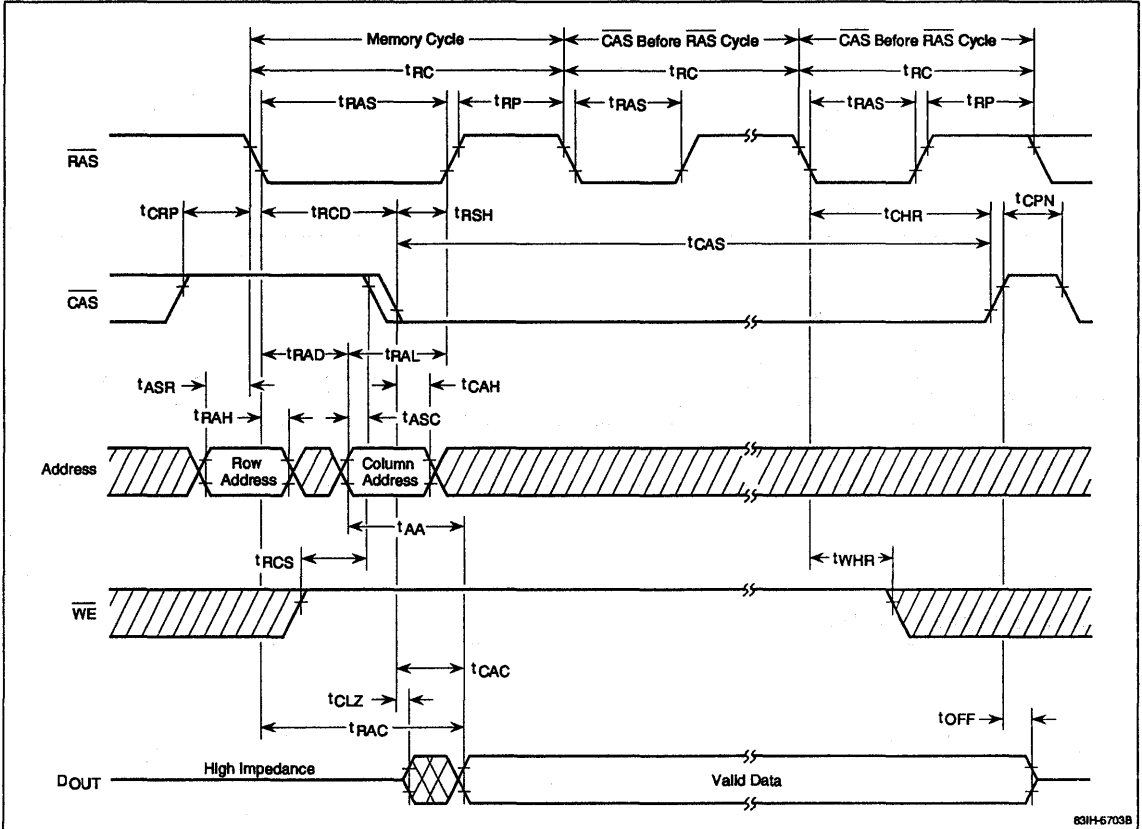 Memory Cycle CAS Before RAS Cycle CAS Before RAS Cycle
tRC tRC tRC
tRAS tRP tRAS tRAS tRP
RAS
tCRP tRCD tRSH tCHR tCPN
tCAS
CAS
tRAD tRAL
tASR tCAH
tRAH tASC
Address Row Address Column Address
tAA
tRCS tWHR
WE
tCAC
tCLZ
tRAC tOFF
DOUT High Impedance Valid Data
83IH-6703B